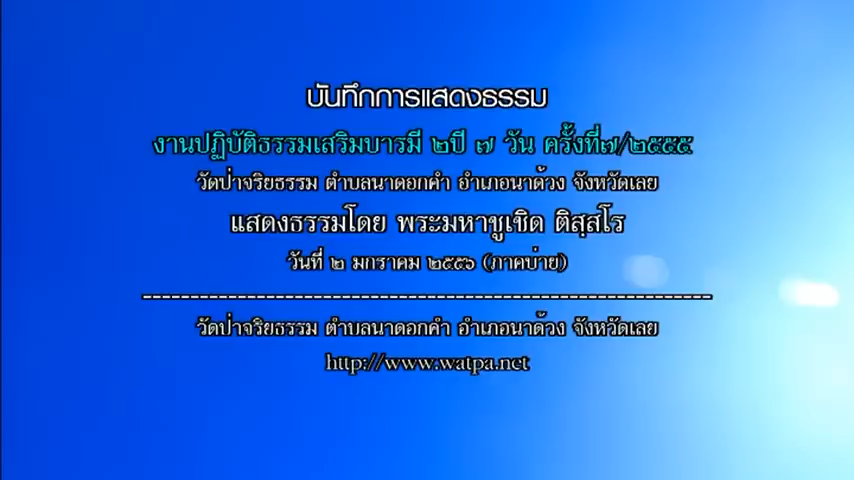 บันทึกการแสดงธรรม
งานปฏิบัติธรรมเสริมบารมี ๒ปี ๗ วัน ครั้งที่๗/๒๕๕๕
วัดป่าจริยธรรม ตำบลนาดอกคำ อำเภอนาด้วง จังหวัดเลย
แสดงธรรมโดย พระมหาชูเชิด ติสฺสโร
วันที่ ๒ มกราคม ๒๕๕๖ (ภาคบ่าย)
วัดป่าจริยธรรม ตำบลนาดอกคำ อำเภอนาด้วง จังหวัดเลย
http://www.watpa.net